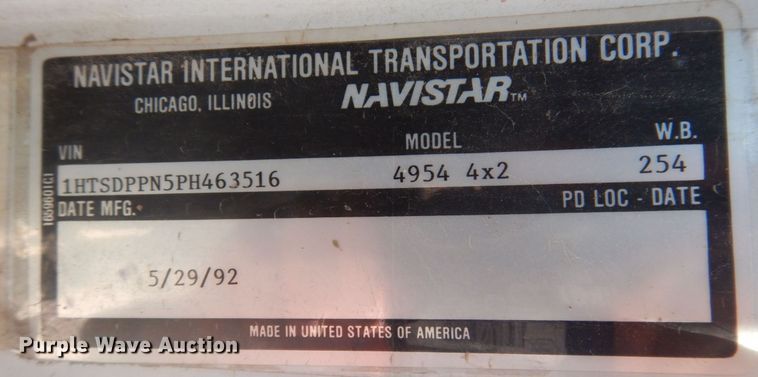 NAVISTAR INTERNATIONAL TRANSPORTATION CORP.
CHICAGO, ILLINOIS NAVISTAR™
VIN MODEL W.B.
1HTSDPPN5PH463516 4954 4x2 254
DATE MFG. PD LOC - DATE
1659601C1
5/29/92
MADE IN UNITED STATES OF AMERICA
Purple Wave Auction